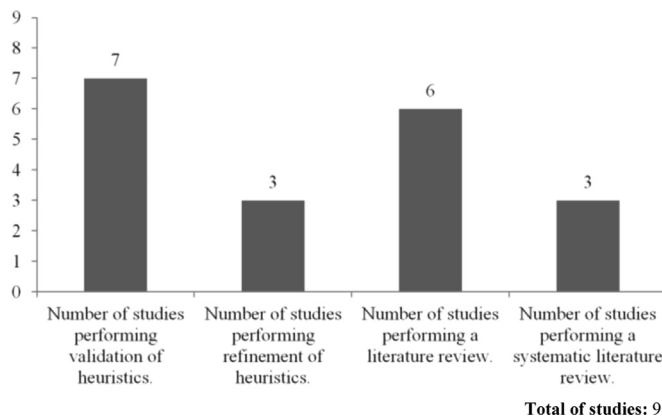 9
8
7
6
5
4
3
2
1
0
7
3
6
3
Number of studies
performing
validation of
heuristics.
Number of studies
performing
refinement of
heuristics.
Number of studies
performing a
literature review.
Number of studies
performing a
systematic literature
review.
Total of studies: 9